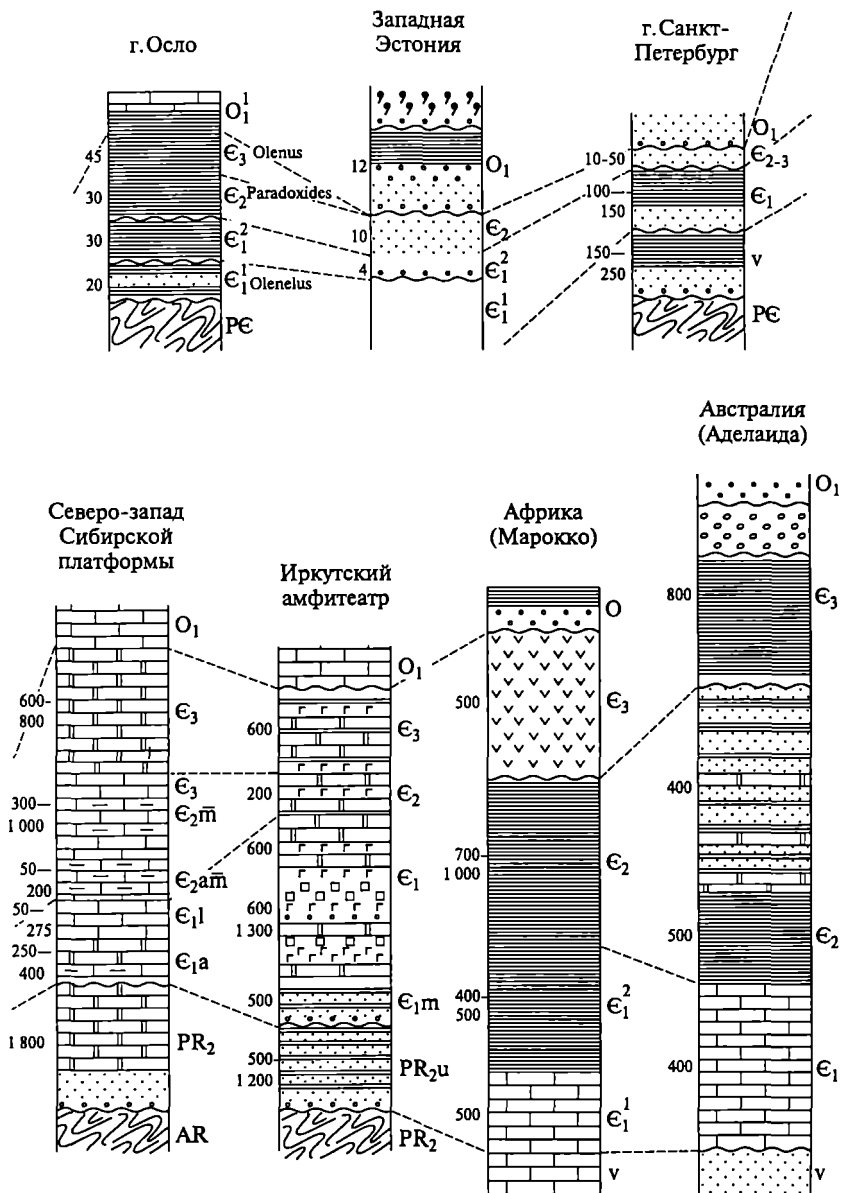 г. Осло
O₁¹
45
Є₃ Olenus
30
Є₂ Paradoxides
30
Є₁²
20
Є₁¹ Olenelus
PЄ
Западная
Эстония
12
O₁
10
Є₂
4
Є₁²
Є₁¹
г. Санкт-
Петербург
O₁
10–50
Є₂₋₃
100—
150
Є₁
150—
250
v
PЄ
Северо-запад
Сибирской
платформы
O₁
600-
800
Є₃
Є₃
300—
1 000
Є₂m̅
50—
200
Є₂am̅
50—
275
Є₁l
250—
400
Є₁a
1 800
PR₂
AR
Иркутский
амфитеатр
O₁
600
Є₃
200
Є₂
600
Є₁
600
1 300
500
Є₁m
500–
1 200
PR₂u
PR₂
Африка
(Марокко)
O
500
Є₃
700–
1 000
Є₂
400–
500
Є₁²
500
Є₁¹
v
Австралия
(Аделаида)
O₁
800
Є₃
400
500
Є₂
400
Є₁
v